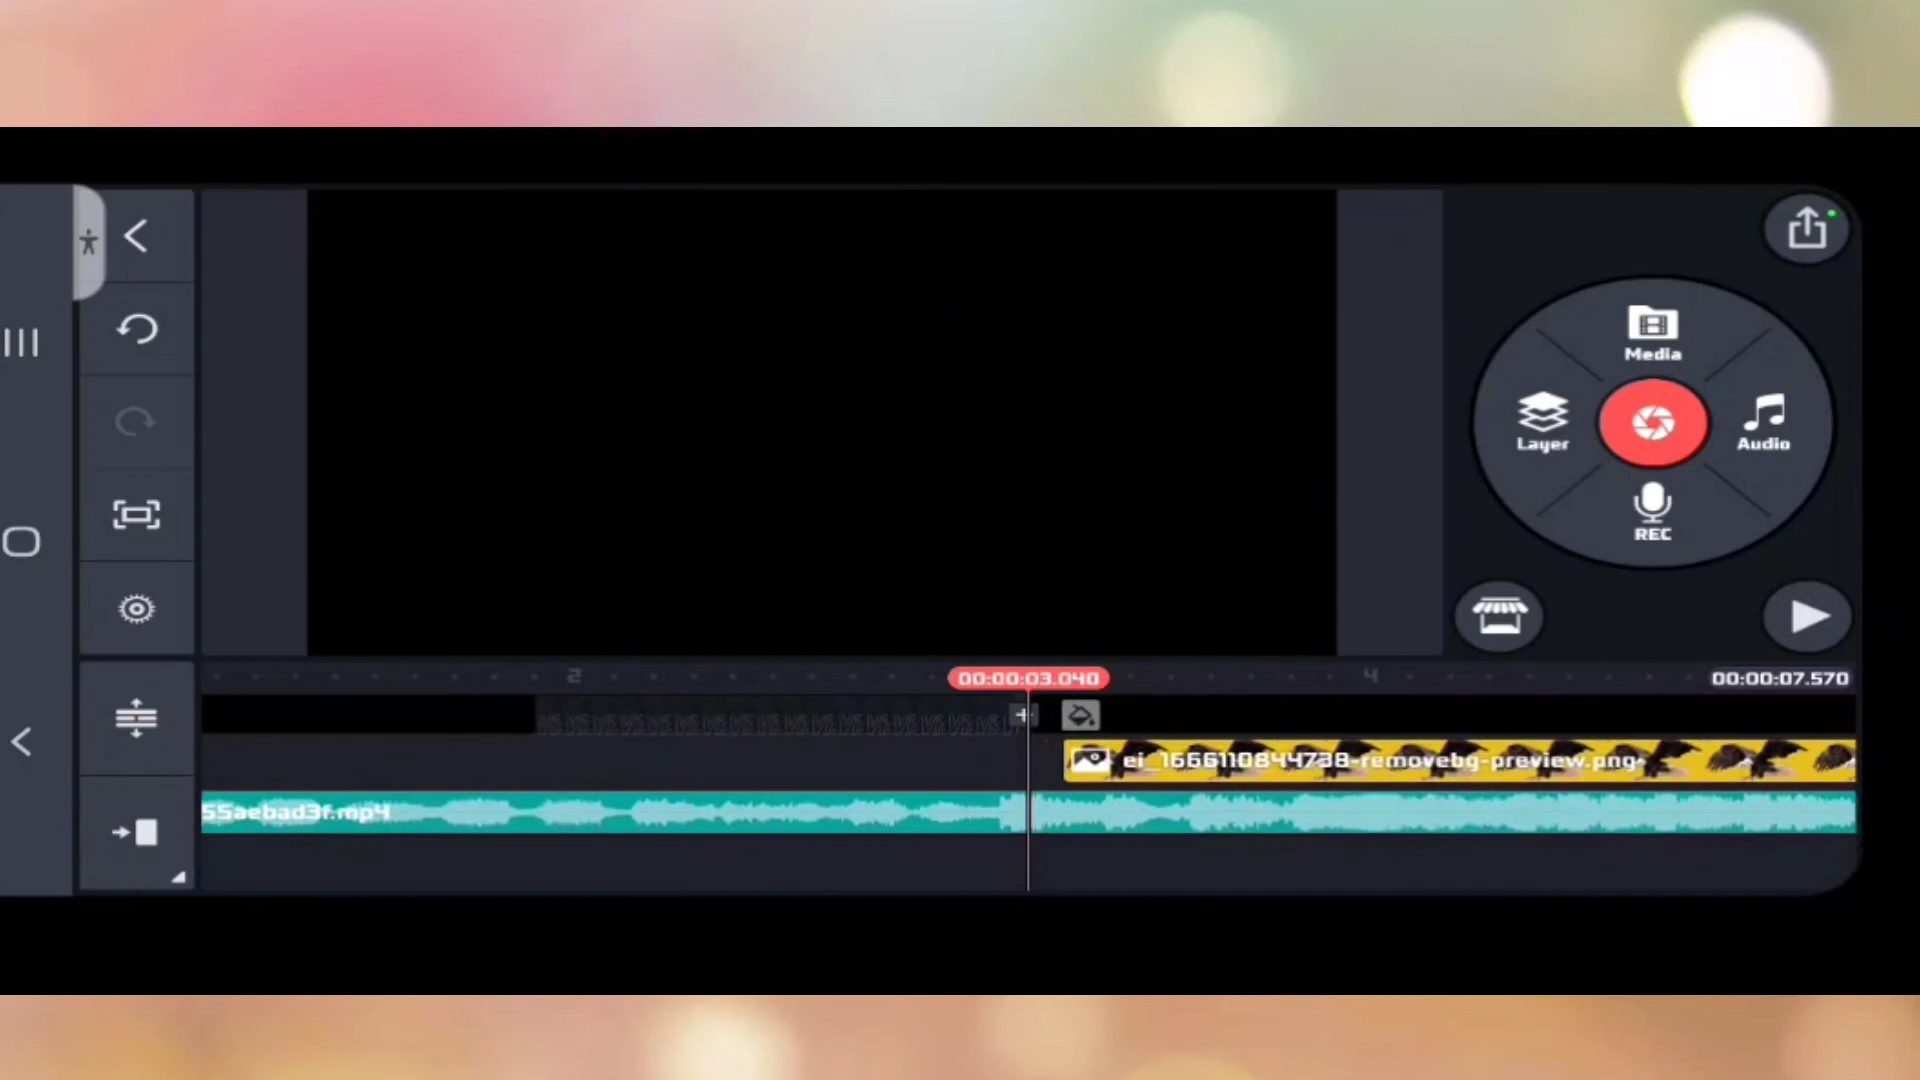 Media
Layer
Audio
REC
2
00:00:03.040
4
00:00:07.570
ei_1666110844738-removebg-preview.png
55aebad3f.mp4